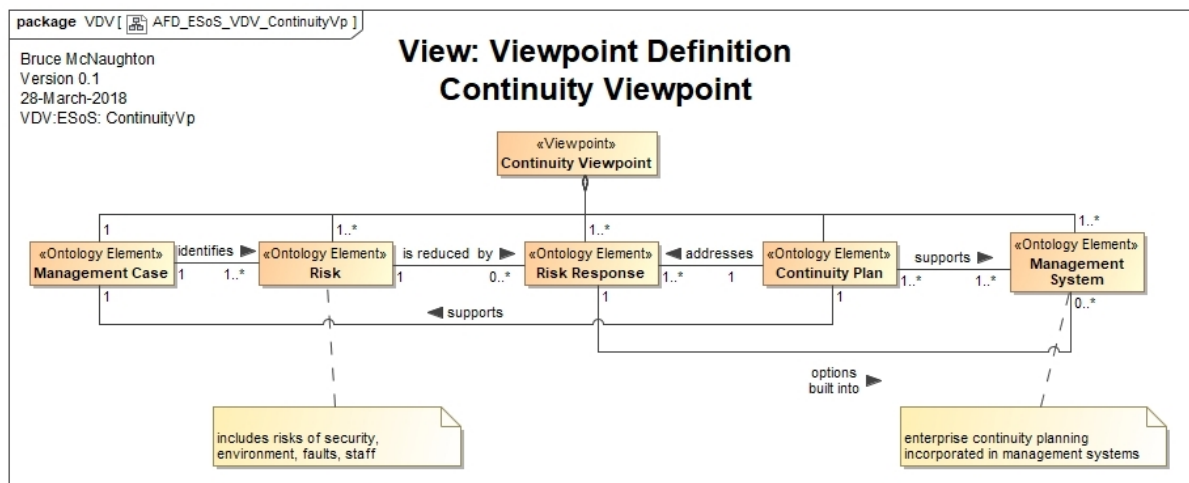 package VDV [ AFD_ESoS_VDV_ContinuityVp ]
Bruce McNaughton
Version 0.1
28-March-2018
VDV:ESoS: ContinuityVp
View: Viewpoint Definition
Continuity Viewpoint
«Viewpoint»
Continuity Viewpoint
1
1..*
1..*
1..*
«Ontology Element»
Management Case
identifies
1
1..*
«Ontology Element»
Risk
is reduced by
1
0..*
«Ontology Element»
Risk Response
addresses
1..*
1
«Ontology Element»
Continuity Plan
supports
1..*
1..*
«Ontology Element»
Management
System
1
supports
1
1
0..*
options
built into
includes risks of security,
environment, faults, staff
enterprise continuity planning
incorporated in management systems